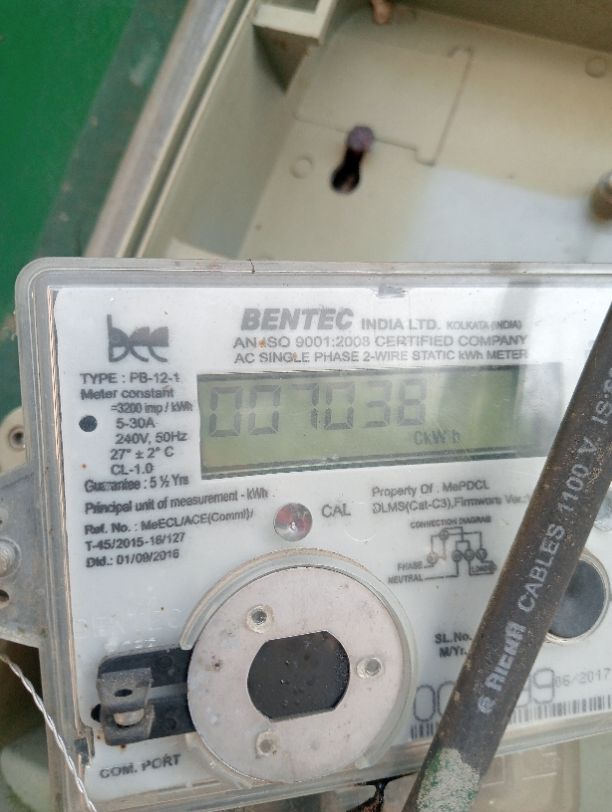 bee
BENTEC INDIA LTD. KOLKATA (INDIA)
AN ISO 9001:2008 CERTIFIED COMPANY
AC SINGLE PHASE 2-WIRE STATIC kWh METER
TYPE : PB-12-1
Meter constant
=3200 imp / kWh
5-30A
240V, 50Hz
27° ± 2° C
CL-1.0
Guarantee : 5 ½ Yrs
007038
CkWh
Principal unit of measurement - kWh
Ref. No. : MeECL/ACE(Comml)/
T-45/2015-16/127
Dtd.: 01/09/2016
CAL
Property Of : MePDCL
DLMS(Cat-C3),Firmware Ver.:
CONNECTION DIAGRAM
PHASE
NEUTRAL
LOAD
SL.No.
M/Yr.
06/2017
BENTEC
COM. PORT
CABLES 1100 V IS: